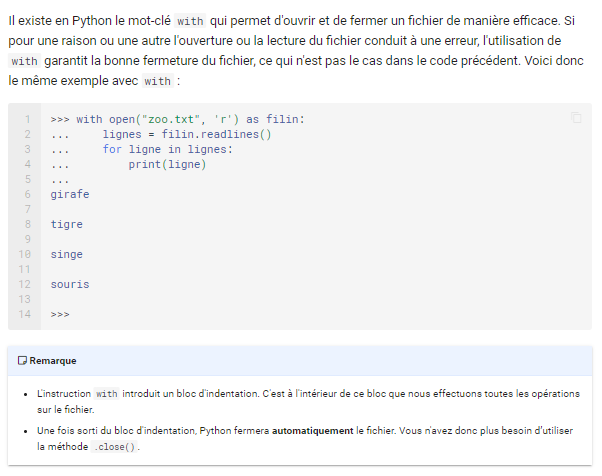 Il existe en Python le mot-clé with qui permet d'ouvrir et de fermer un fichier de manière efficace. Si
pour une raison ou une autre l'ouverture ou la lecture du fichier conduit à une erreur, l'utilisation de
with garantit la bonne fermeture du fichier, ce qui n'est pas le cas dans le code précédent. Voici donc
le même exemple avec with :
1 >>> with open("zoo.txt", 'r') as filin:
2 ...     lignes = filin.readlines()
3 ...     for ligne in lignes:
4 ...         print(ligne)
5 ...
6 girafe
7
8 tigre
9
10 singe
11
12 souris
13
14 >>>
Remarque
• L'instruction with introduit un bloc d'indentation. C'est à l'intérieur de ce bloc que nous effectuons toutes les opérations
sur le fichier.
• Une fois sorti du bloc d'indentation, Python fermera automatiquement le fichier. Vous n'avez donc plus besoin d'utiliser
la méthode .close().